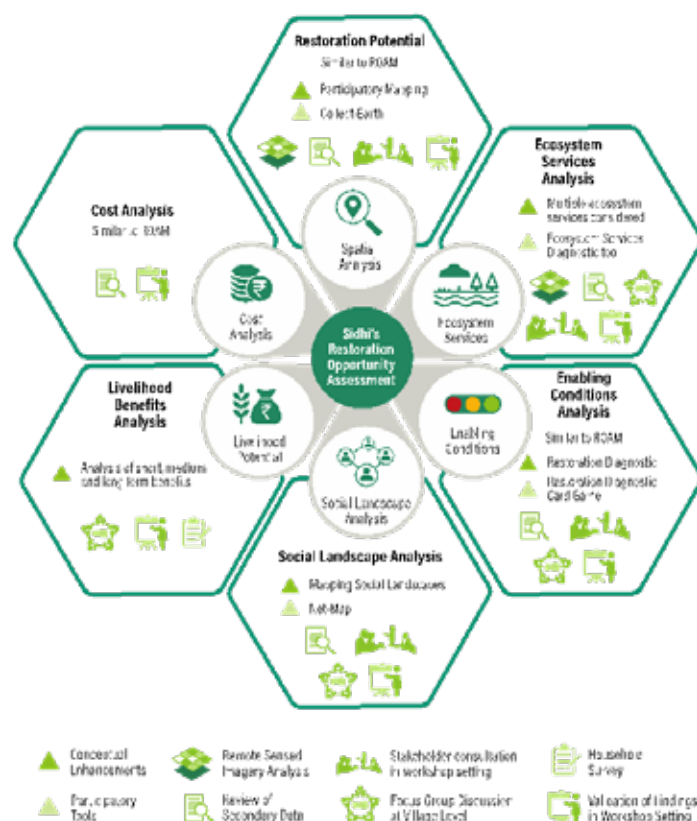 Restoration Potential
Similar to ROAM
Participatory Mapping
Collect Earth
Ecosystem
Services
Analysis
Multiple ecosystem
services considered
Ecosystem Services
Diagnostic tool
Cost Analysis
Similar to ROAM
Spatial
Analysis
Cost
Analysis
Ecosystem
Services
Sidhi's
Restoration
Opportunity
Assessment
Livelihood
Benefits
Analysis
Analysis of short, medium
and long term benefits
Livelihood
Potential
Enabling
Conditions
Enabling
Conditions
Analysis
Similar to ROAM
Restoration Diagnostic
Restoration Diagnostic
Card Game
Social Landscape
Analysis
Social Landscape Analysis
Mapping Social Landscapes
Net-Map
Conceptual
Enhancements
Remote Sensed
Imagery Analysis
Stakeholder consultation
in workshop setting
Household
Survey
Participatory
Tools
Review of
Secondary Data
Focus Group Discussion
at Village Level
Validation of Findings
in Workshop Setting